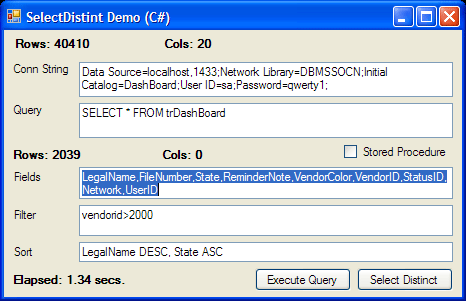 SelectDistint Demo (C#)
Rows: 40410 Cols: 20
Conn String
Data Source=localhost,1433;Network Library=DBMSSOCN;Initial
Catalog=DashBoard;User ID=sa;Password=qwerty1;
Query
SELECT * FROM trDashBoard
Rows: 2039 Cols: 0 Stored Procedure
Fields
LegalName,FileNumber,State,ReminderNote,VendorColor,VendorID,StatusID,
Network,UserID
Filter
vendorid>2000
Sort
LegalName DESC, State ASC
Elapsed: 1.34 secs. Execute Query Select Distinct